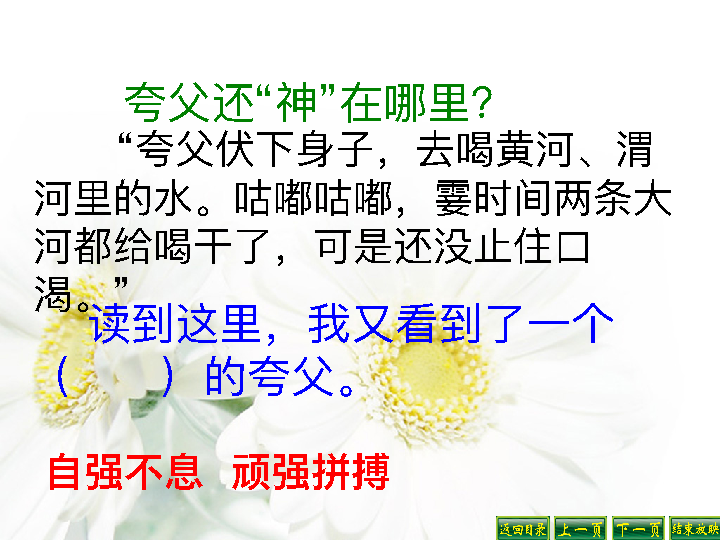 夸父还“神”在哪里?
“夸父伏下身子，去喝黄河、渭
河里的水。咕嘟咕嘟，霎时间两条大
河都给喝干了，可是还没止住口
渴。”
读到这里，我又看到了一个
（　　）的夸父。
自强不息 顽强拼搏
返回目录 上一页 下一页 结束放映